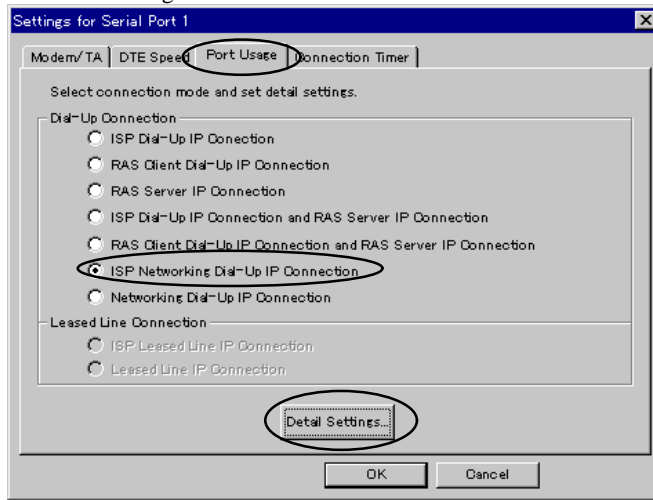 Settings for Serial Port 1
Modem/TA DTE Speed Port Usage Connection Timer
Select connection mode and set detail settings.
Dial-Up Connection
ISP Dial-Up IP Conection
RAS Client Dial-Up IP Connection
RAS Server IP Connection
ISP Dial-Up IP Connection and RAS Server IP Connection
RAS Client Dial-Up IP Connection and RAS Server IP Connection
ISP Networking Dial-Up IP Connection
Networking Dial-Up IP Connection
Leased Line Connection
ISP Leased Line IP Connection
Leased Line IP Connection
Detail Settings...
OK Cancel